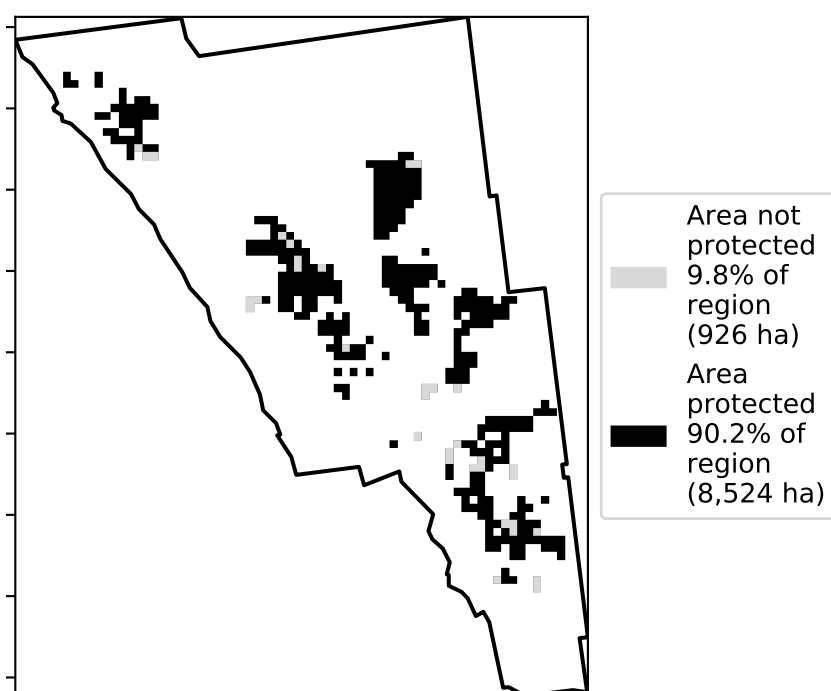 Area not
protected
9.8% of
region
(926 ha)
Area
protected
90.2% of
region
(8,524 ha)